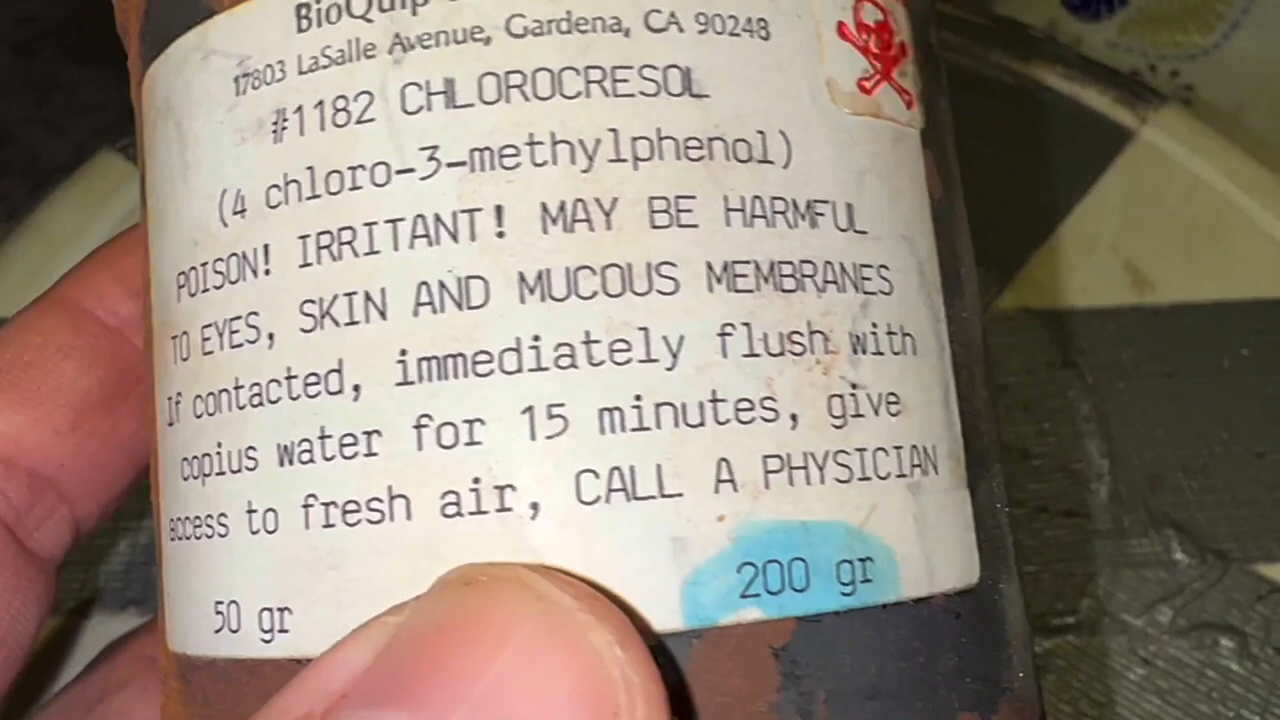 BioQuip
17803 LaSalle Avenue, Gardena, CA 90248
#1182 CHLOROCRESOL
(4 chloro-3-methylphenol)
POISON! IRRITANT! MAY BE HARMFUL
TO EYES, SKIN AND MUCOUS MEMBRANES
If contacted, immediately flush with
copius water for 15 minutes, give
access to fresh air, CALL A PHYSICIAN
50 gr 200 gr